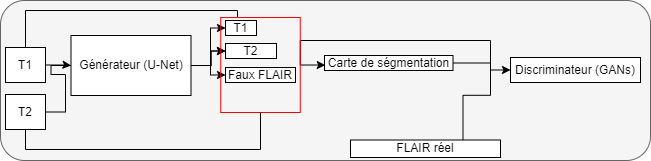 T1
T2
Générateur (U-Net)
T1
T2
Faux FLAIR
Carte de ségmentation
FLAIR réel
Discriminateur (GANs)